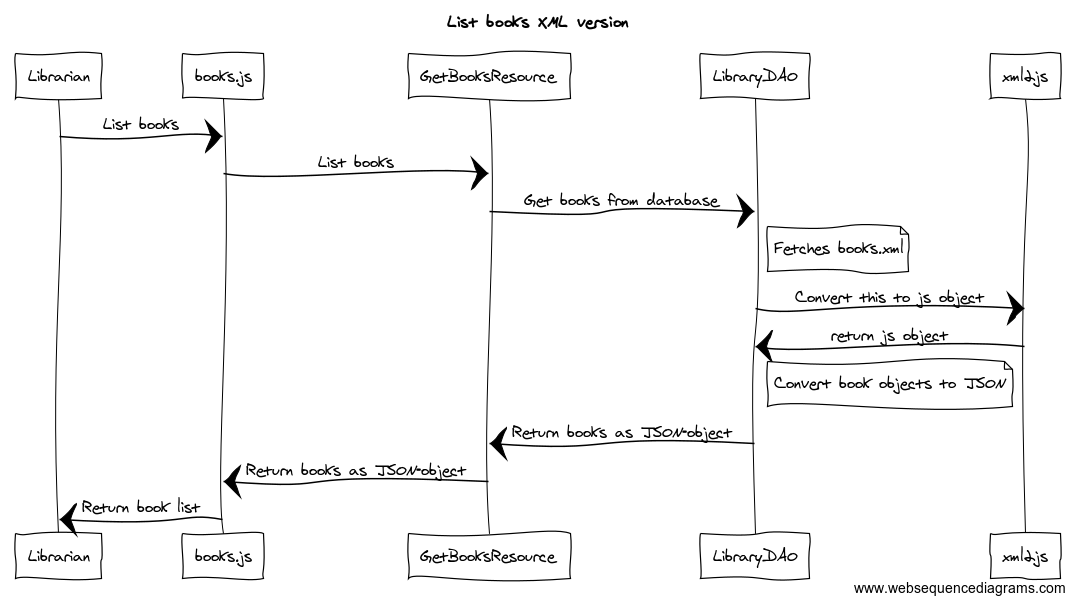 List books XML version
Librarian
books.js
GetBooksResource
LibraryDAO
xml2js
List books
List books
Get books from database
Fetches books.xml
Convert this to js object
return js object
Convert book objects to JSON
Return books as JSON-object
Return books as JSON-object
Return book list
Librarian
books.js
GetBooksResource
LibraryDAO
xml2js
www.websequencediagrams.com